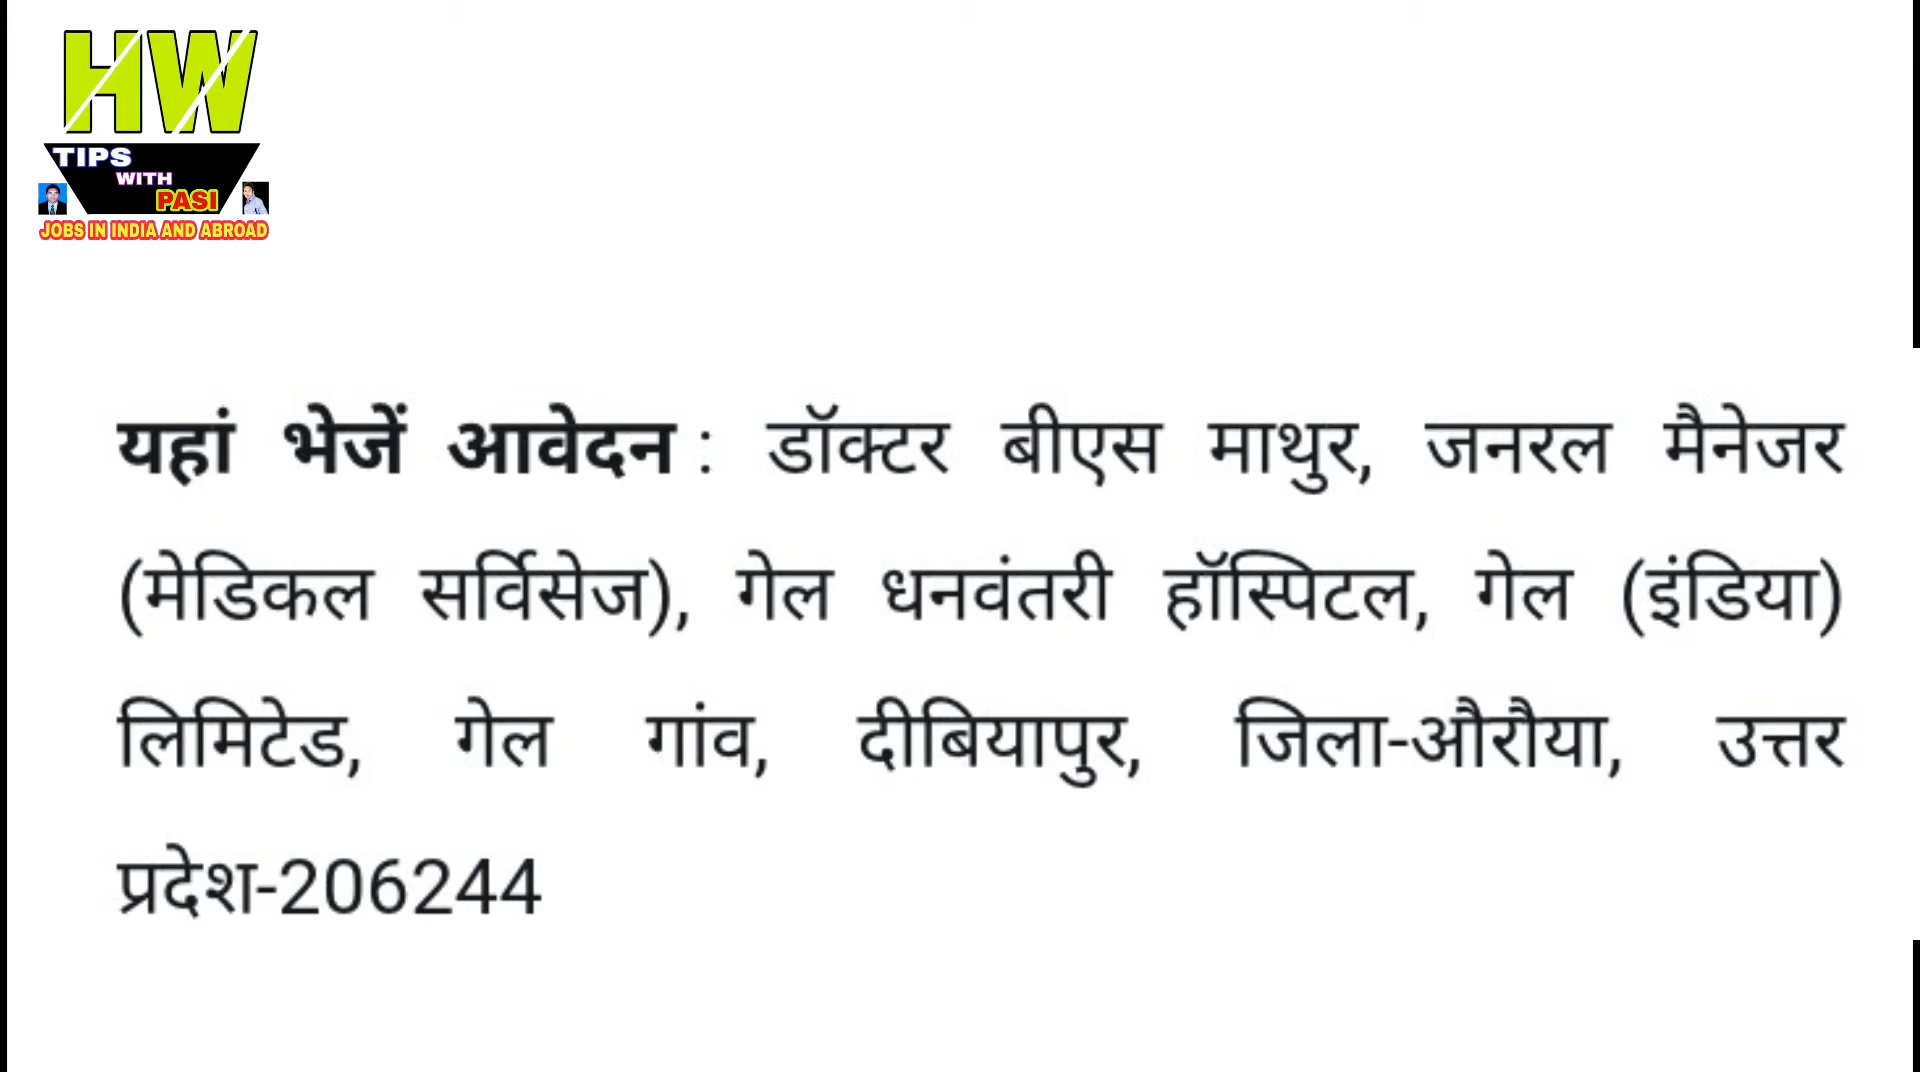 HW
TIPS
WITH
PASI
JOBS IN INDIA AND ABROAD
यहां भेजें आवेदन : डॉक्टर बीएस माथुर, जनरल मैनेजर
(मेडिकल सर्विसेज), गेल धनवंतरी हॉस्पिटल, गेल (इंडिया)
लिमिटेड, गेल गांव, दीबियापुर, जिला-औरौया, उत्तर
प्रदेश-206244